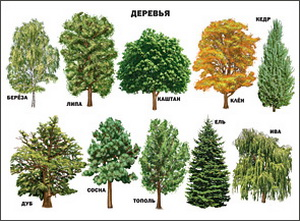 ДЕРЕВЬЯ
КЕДР
БЕРЁЗА
ЛИПА
КАШТАН
КЛЁН
ЕЛЬ
ИВА
ДУБ
СОСНА
ТОПОЛЬ